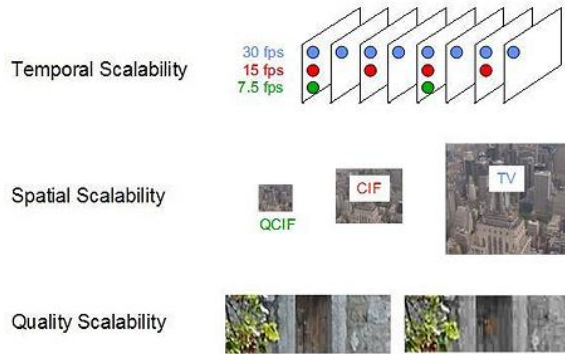 30 fps
Temporal Scalability
15 fps
7.5 fps
Spatial Scalability
QCIF
CIF
TV
Quality Scalability